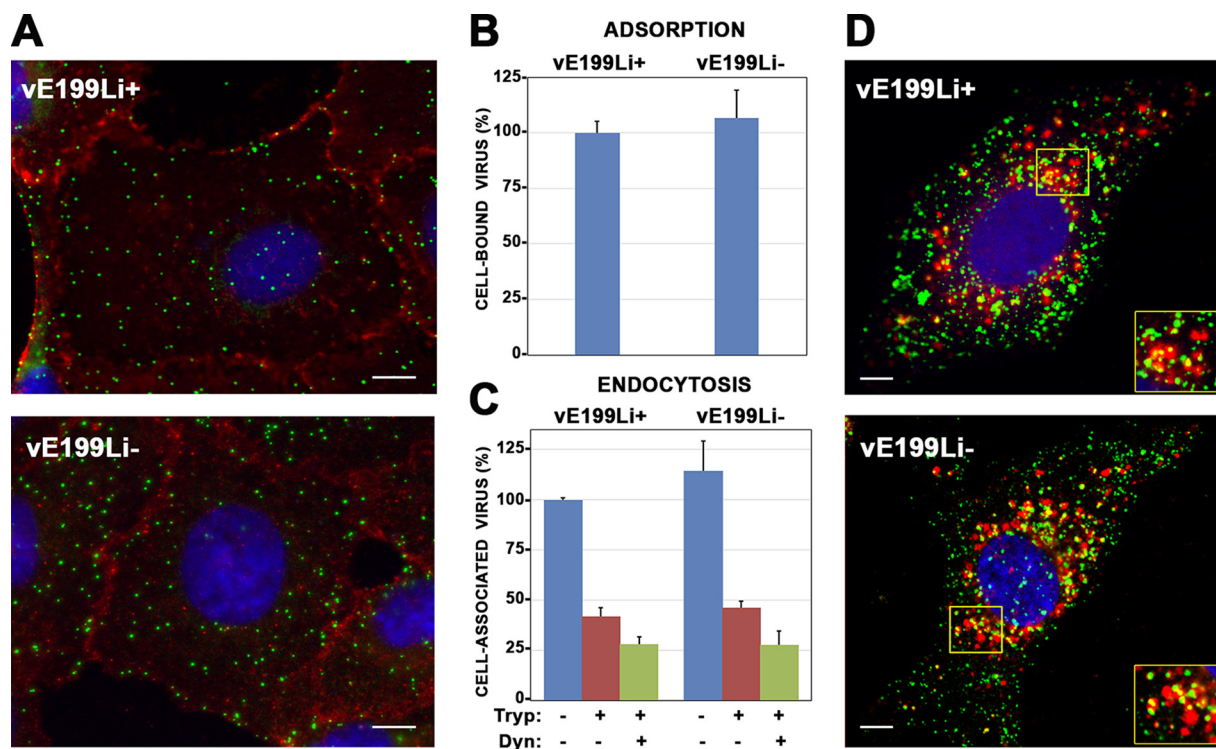 A
vE199Li+
vE199Li-
B
ADSORPTION
vE199Li+ vE199Li-
CELL-BOUND VIRUS (%)
125
100
75
50
25
0
C
ENDOCYTOSIS
vE199Li+ vE199Li-
CELL-ASSOCIATED VIRUS (%)
125
100
75
50
25
0
Tryp: - + + - + +
Dyn: - - + - - +
D
vE199Li+
vE199Li-